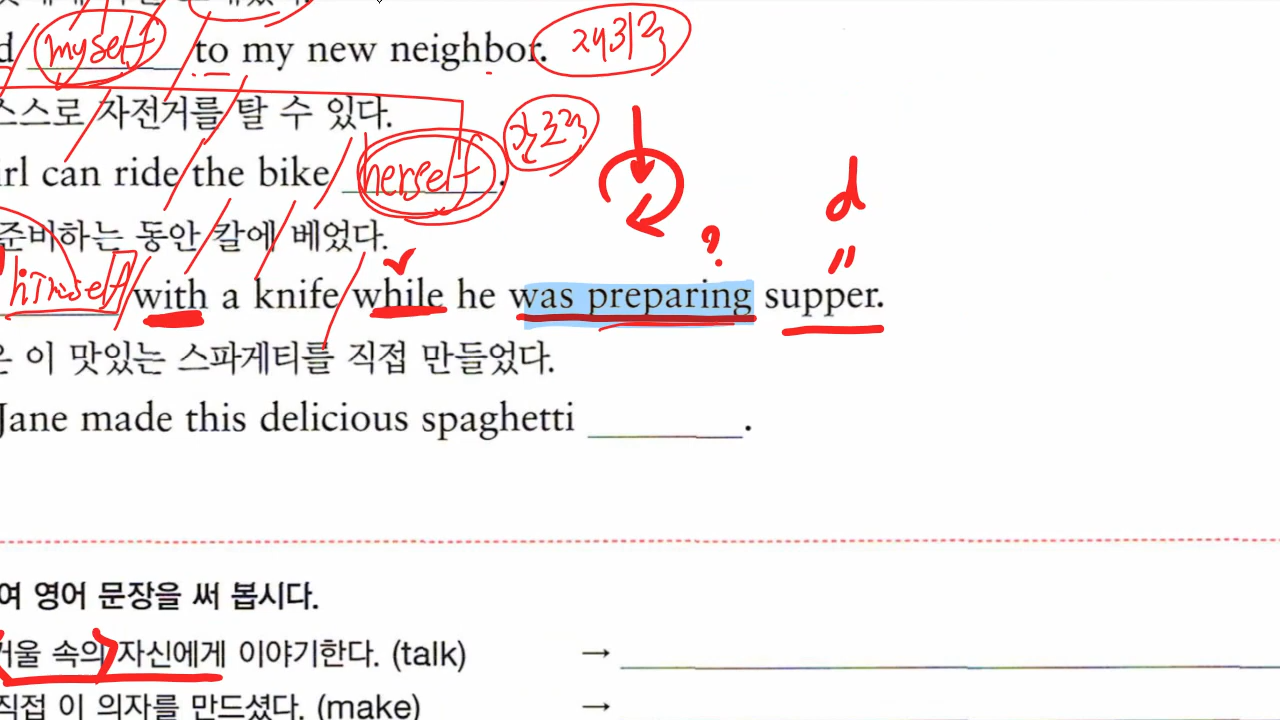 d myself to my new neighbor. 재귀적
스스로 자전거를 탈 수 있다.
irl can ride the bike herself. 강조적
준비하는 동안 칼에 베었다.
himself with a knife while he was preparing supper.
은 이 맛있는 스파게티를 직접 만들었다.
Jane made this delicious spaghetti ________.
? d "
여 영어 문장을 써 봅시다.
거울 속의 자신에게 이야기한다. (talk) →
직접 이 의자를 만드셨다. (make) →